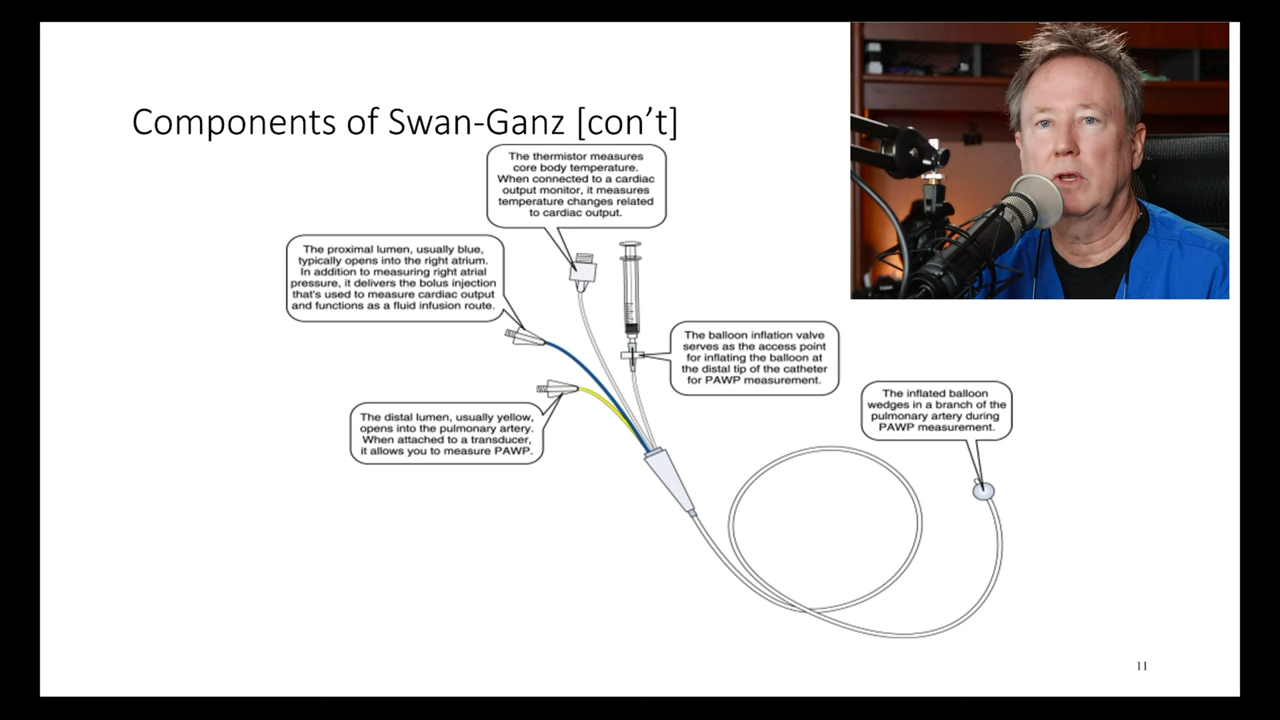 Components of Swan-Ganz [con't]
The thermistor measures
core body temperature.
When connected to a cardiac
output monitor, it measures
temperature changes related
to cardiac output.
The proximal lumen, usually blue,
typically opens into the right atrium.
In addition to measuring right atrial
pressure, it delivers the bolus injection
that's used to measure cardiac output
and functions as a fluid infusion route.
The balloon inflation valve
serves as the access point
for inflating the balloon at
the distal tip of the catheter
for PAWP measurement.
The inflated balloon
wedges in a branch of the
pulmonary artery during
PAWP measurement.
The distal lumen, usually yellow,
opens into the pulmonary artery.
When attached to a transducer,
it allows you to measure PAWP.
11